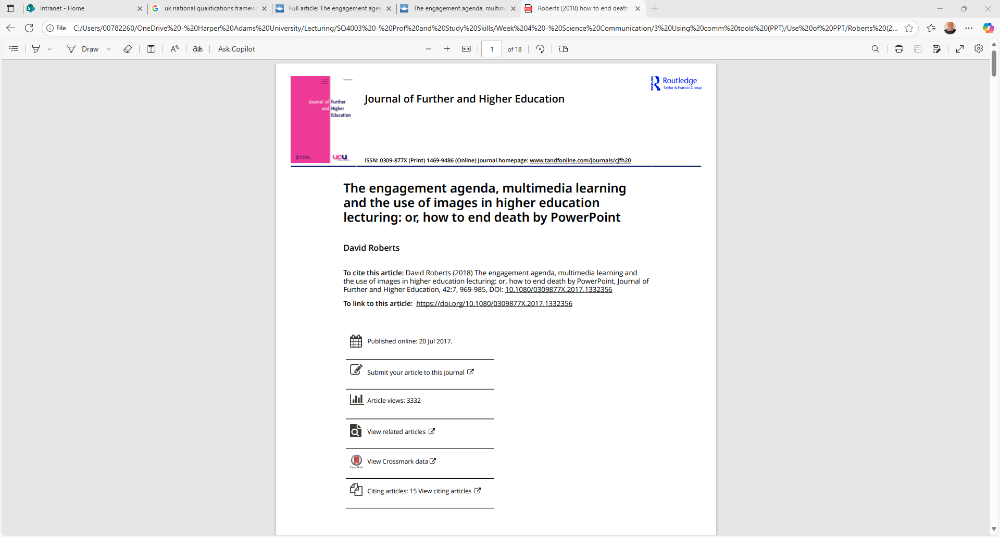 Intranet - Home
uk national qualifications framew
Full article: The engagement agen
The engagement agenda, multim
Roberts (2018) how to end death
File
C:/Users/00782260/OneDrive%20-%20Harper%20Adams%20University/Lecturing/SQ4003%20-%20Prof%20and%20Study%20Skills/Week%204%20-%20Science%20Communication/3%20Using%20comm%20tools%20(PPT)/Use%20of%20PPT/Roberts%20(2...
Draw
Ask Copilot
1 of 18
Journal of Further
and Higher
Education
Routledge
ucu
Journal of Further and Higher Education
ROUTLEDGE
Routledge
Taylor & Francis Group
ISSN: 0309-877X (Print) 1469-9486 (Online) Journal homepage: www.tandfonline.com/journals/cjfh20
The engagement agenda, multimedia learning
and the use of images in higher education
lecturing: or, how to end death by PowerPoint
David Roberts
To cite this article: David Roberts (2018) The engagement agenda, multimedia learning and
the use of images in higher education lecturing: or, how to end death by PowerPoint, Journal of
Further and Higher Education, 42:7, 969-985, DOI: 10.1080/0309877X.2017.1332356
To link to this article: https://doi.org/10.1080/0309877X.2017.1332356
Published online: 20 Jul 2017.
Submit your article to this journal
Article views: 3332
View related articles
View Crossmark data
CrossMark
Citing articles: 15 View citing articles